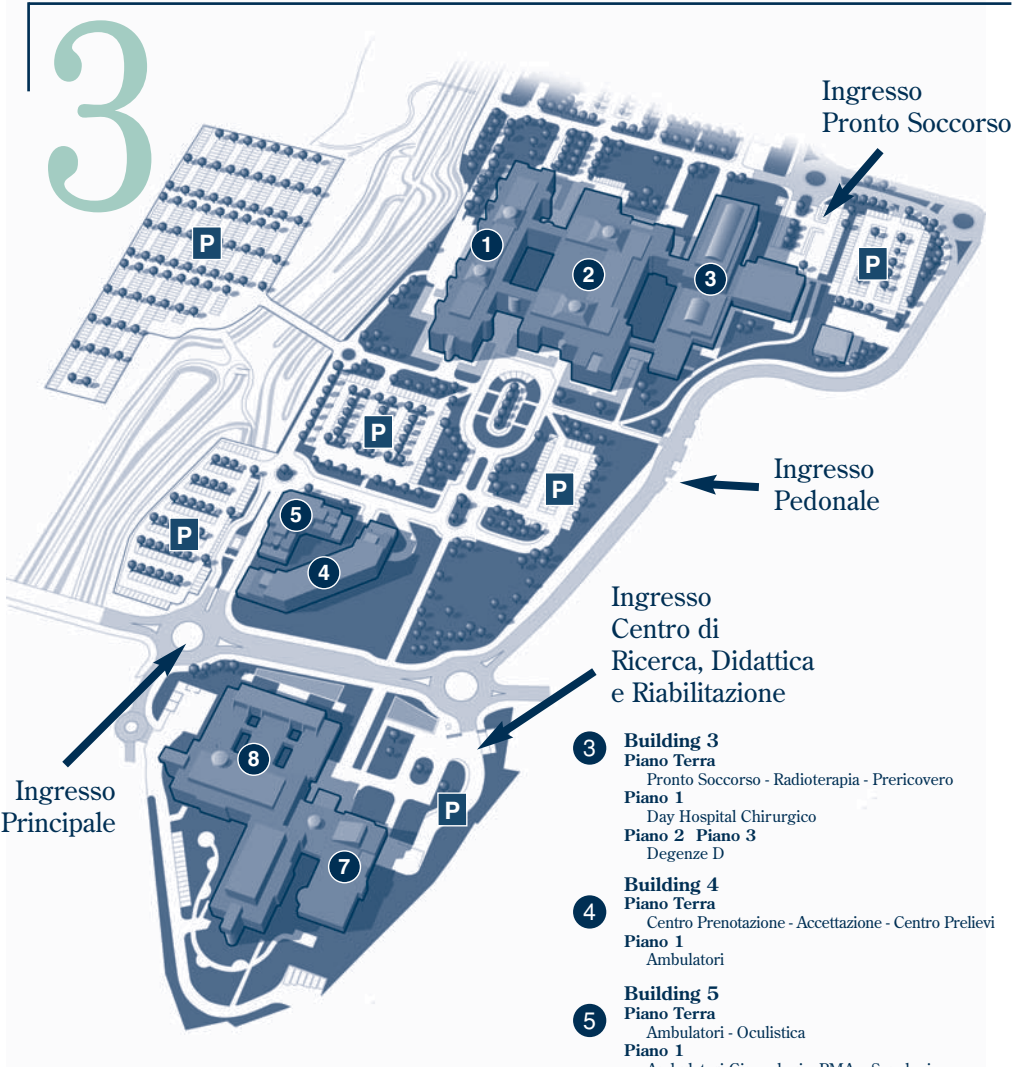 3
Ingresso
Pronto Soccorso
P
1
2
3
P
P
Ingresso
Pedonale
P
5
P
4
Ingresso
Centro di
Ricerca, Didattica
e Riabilitazione
8
Ingresso
Principale
P
7
3
Building 3
Piano Terra
Pronto Soccorso - Radioterapia - Prericovero
Piano 1
Day Hospital Chirurgico
Piano 2 Piano 3
Degenze D
4
Building 4
Piano Terra
Centro Prenotazione - Accettazione - Centro Prelievi
Piano 1
Ambulatori
5
Building 5
Piano Terra
Ambulatori - Oculistica
Piano 1